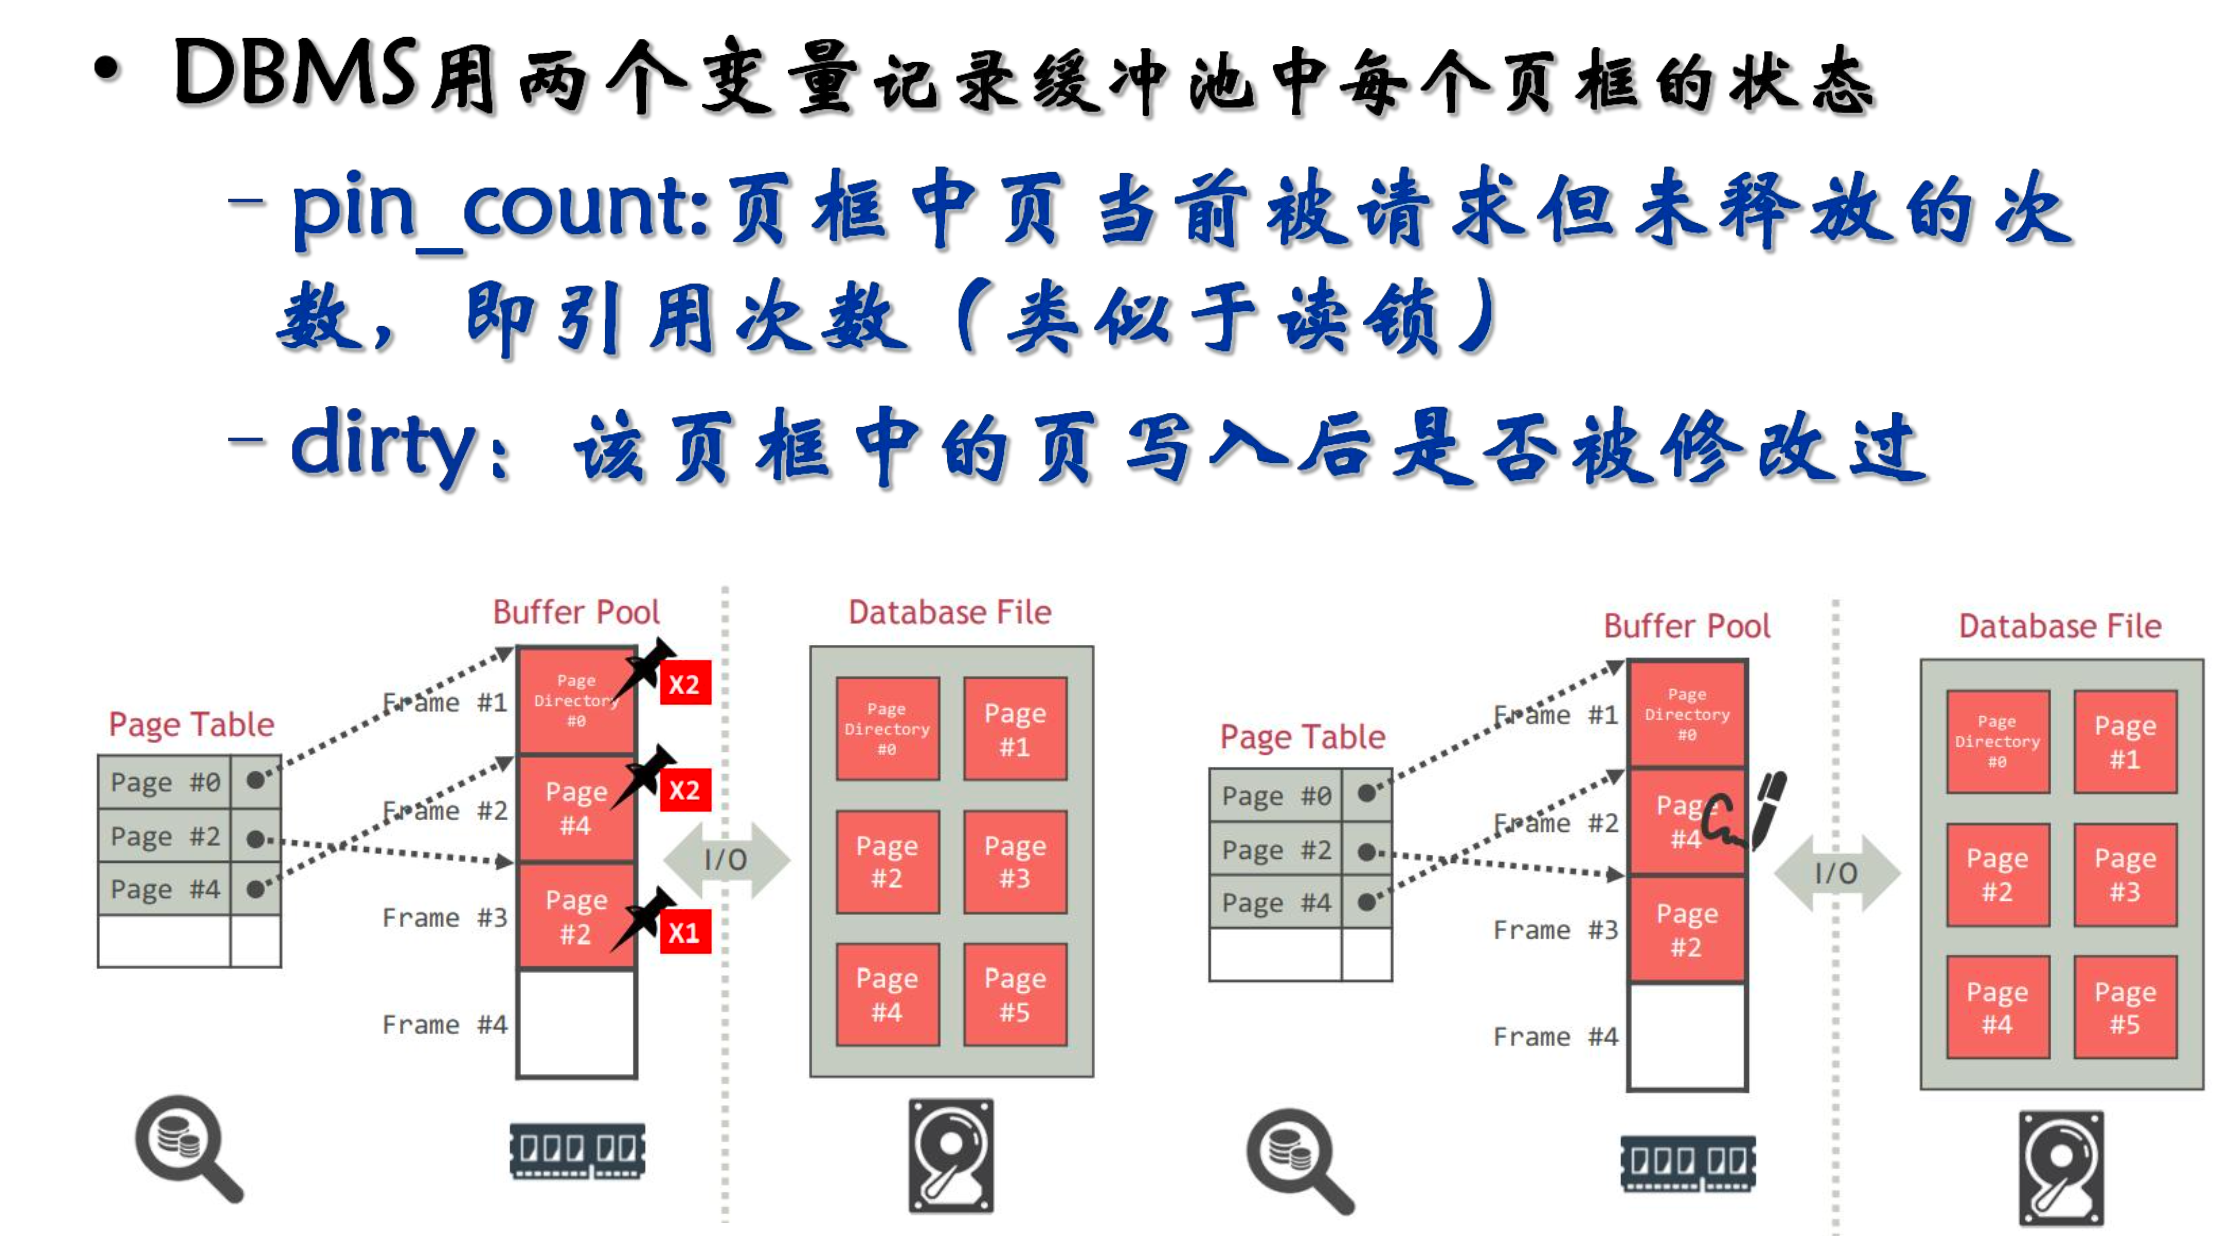 • DBMS用两个变量记录缓冲池中每个页框的状态
– pin_count:页框中页当前被请求但未释放的次
数，即引用次数（类似于读锁）
– dirty：该页框中的页写入后是否被修改过
Buffer Pool
Database File
Page Table
Page #0
Page #2
Page #4
Frame #1
Frame #2
Frame #3
Frame #4
Page
Directory
#0
X2
Page
#4
X2
Page
#2
X1
I/O
Page
Directory
#0
Page
#1
Page
#2
Page
#3
Page
#4
Page
#5
Buffer Pool
Database File
Page Table
Page #0
Page #2
Page #4
Frame #1
Frame #2
Frame #3
Frame #4
Page
Directory
#0
Page
#4
Page
#2
I/O
Page
Directory
#0
Page
#1
Page
#2
Page
#3
Page
#4
Page
#5